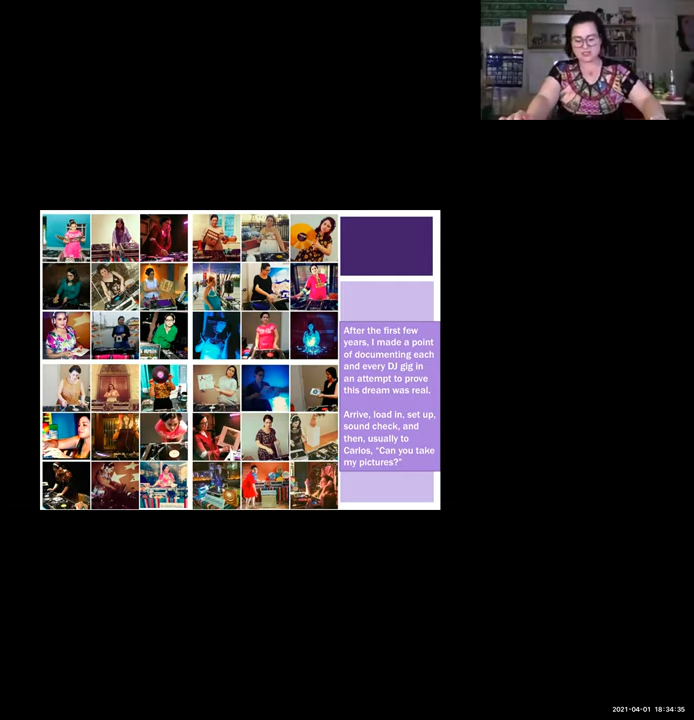 After the first few
years, I made a point
of documenting each
and every DJ gig in
an attempt to prove
this dream was real.
Arrive, load in, set up,
sound check, and
then, usually to
Carlos, “Can you take
my pictures?”
2021-04-01 18:34:35